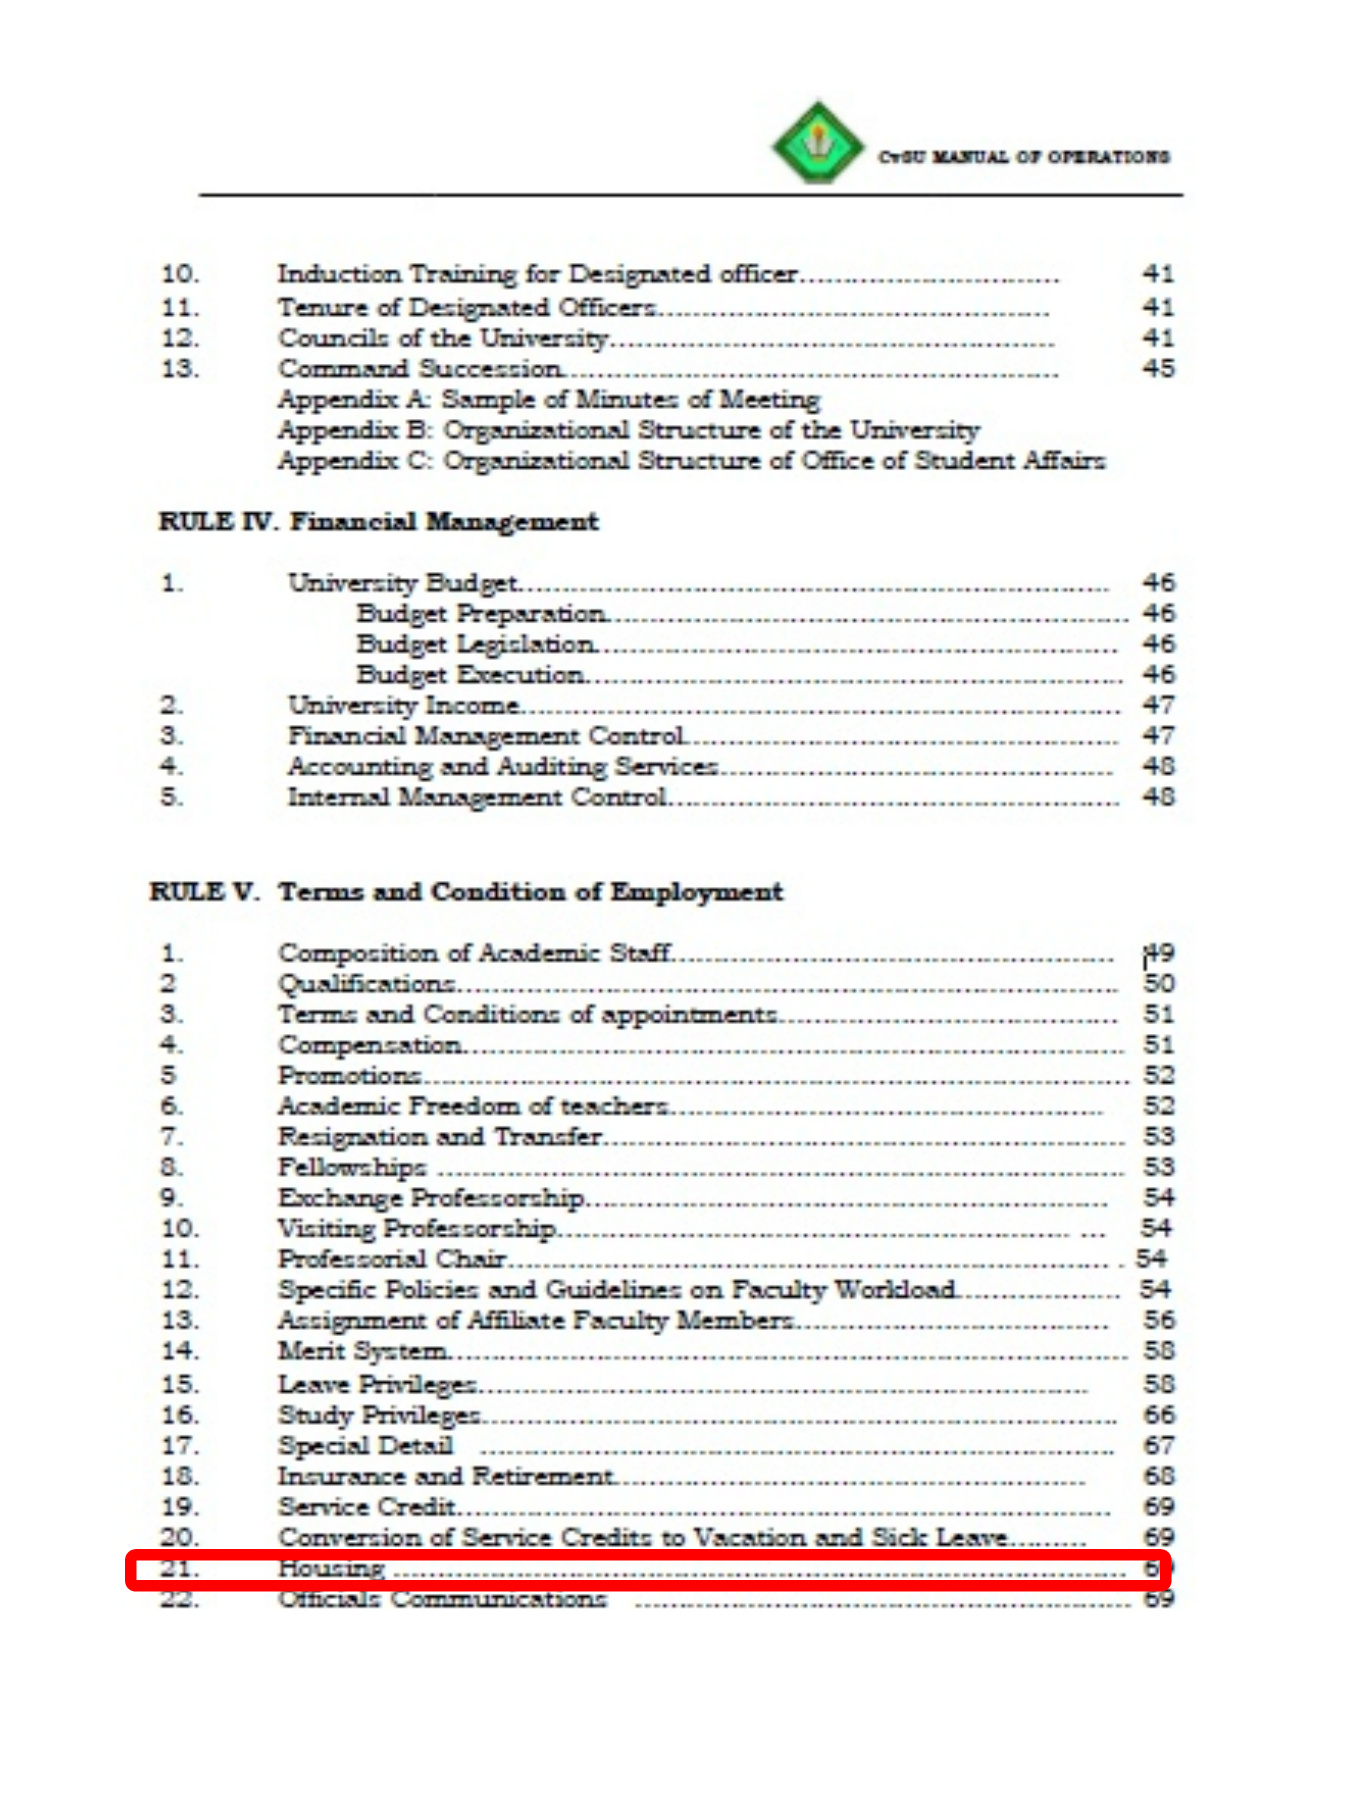 CvSU MANUAL OF OPERATIONS
10. Induction Training for Designated officer................................ 41
11. Tenure of Designated Officers................................................ 41
12. Councils of the University...................................................... 41
13. Command Succession............................................................ 45
Appendix A: Sample of Minutes of Meeting
Appendix B: Organizational Structure of the University
Appendix C: Organizational Structure of Office of Student Affairs
RULE IV. Financial Management
1. University Budget........................................................................ 46
Budget Preparation............................................................... 46
Budget Legislation................................................................ 46
Budget Execution.................................................................. 46
2. University Income........................................................................ 47
3. Financial Management Control..................................................... 47
4. Accounting and Auditing Services................................................ 48
5. Internal Management Control....................................................... 48
RULE V. Terms and Condition of Employment
1. Composition of Academic Staff...................................................... 49
2 Qualifications................................................................................ 50
3. Terms and Conditions of appointments......................................... 51
4. Compensation................................................................................ 51
5 Promotions..................................................................................... 52
6. Academic Freedom of teachers..................................................... 52
7. Resignation and Transfer............................................................... 53
8. Fellowships ................................................................................... 53
9. Exchange Professorship................................................................ 54
10. Visiting Professorship.............................................................. ... 54
11. Professorial Chair......................................................................... . 54
12. Specific Policies and Guidelines on Faculty Workload.................... 54
13. Assignment of Affiliate Faculty Members...................................... 56
14. Merit System.................................................................................. 58
15. Leave Privileges.......................................................................... 58
16. Study Privileges............................................................................. 66
17. Special Detail ............................................................................ 67
18. Insurance and Retirement......................................................... 68
19. Service Credit................................................................................ 69
20. Conversion of Service Credits to Vacation and Sick Leave......... 69
21. Housing ........................................................................................ 69
22. Officials Communications ............................................................ 69